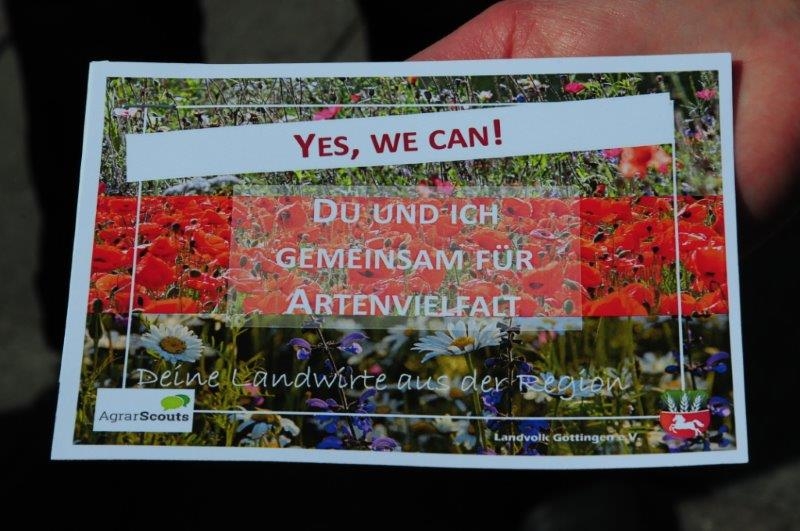 YES, WE CAN!
DU UND ICH
GEMEINSAM FÜR
ARTENVIELFALT
Deine Landwirte aus der Region
AgrarScouts
Landvolk Göttingen e.V.